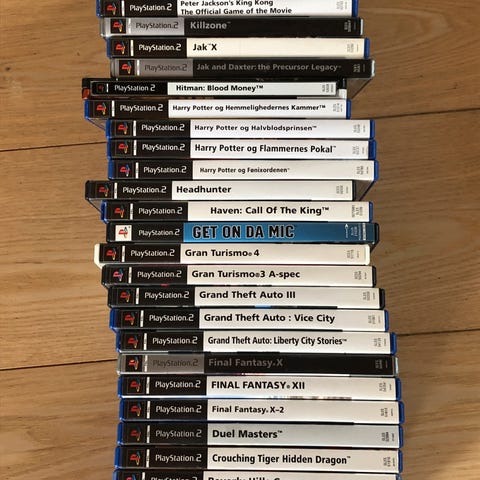 Peter Jackson's King Kong
The Official Game of the Movie
PlayStation.2 Killzone™
PlayStation.2 Jak X
PlayStation.2 Jak and Daxter: the Precursor Legacy™
PlayStation.2 Hitman: Blood Money™
PlayStation.2 Harry Potter og Hemmelighedernes Kammer™
PlayStation.2 Harry Potter og Halvblodsprinsen™
PlayStation.2 Harry Potter og Flammernes Pokal™
PlayStation.2 Harry Potter og Fønixordenen™
PlayStation.2 Headhunter
PlayStation.2 Haven: Call Of The King™
PlayStation.2 GET ON DA MIC
PlayStation.2 Gran Turismo® 4
PlayStation.2 Gran Turismo®3 A-spec
PlayStation.2 Grand Theft Auto III
PlayStation.2 Grand Theft Auto : Vice City
PlayStation.2 Grand Theft Auto: Liberty City Stories™
PlayStation.2 Final Fantasy. X
PlayStation.2 FINAL FANTASY® XII
PlayStation.2 Final Fantasy. X-2
PlayStation.2 Duel Masters™
PlayStation.2 Crouching Tiger Hidden Dragon™
PlayStation.2